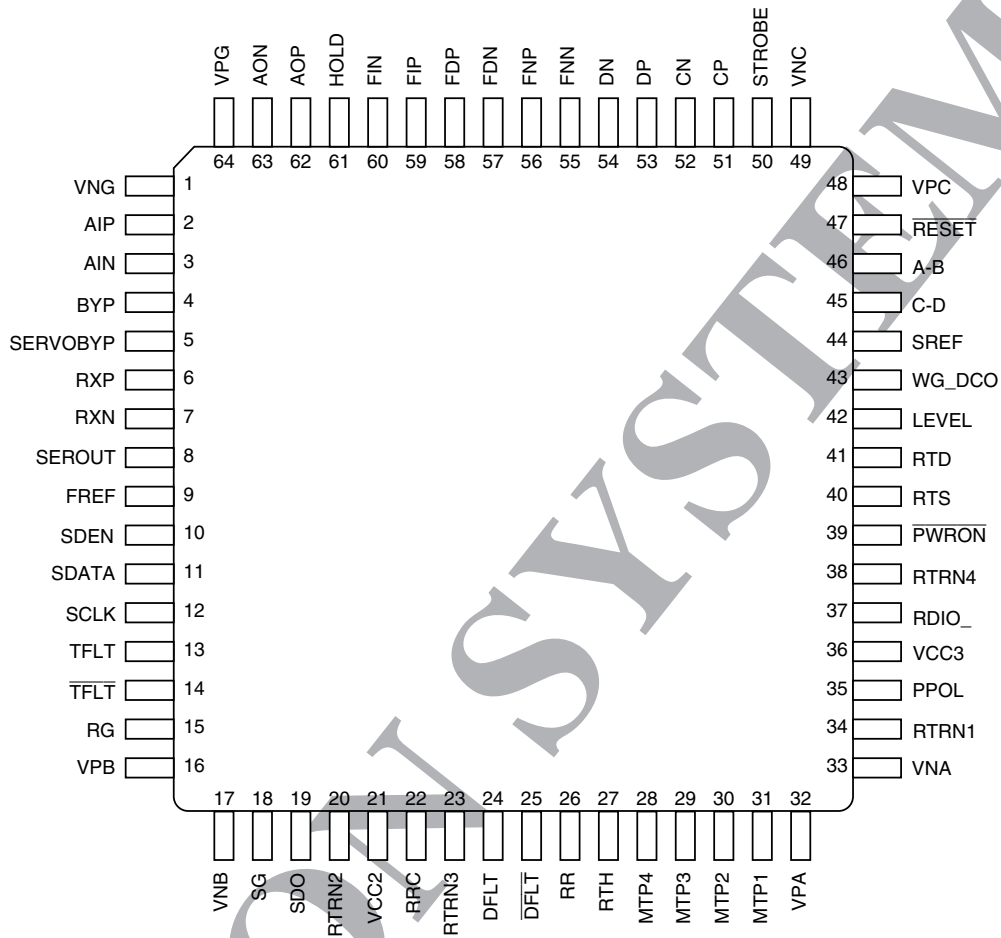 VPG AON AOP HOLD FIN FIP FDP FDN FNP FNN DN DP CN CP STROBE VNC
64 63 62 61 60 59 58 57 56 55 54 53 52 51 50 49
VNG 1 48 VPC
AIP 2 47 RESET
AIN 3 46 A-B
BYP 4 45 C-D
SERVOBYP 5 44 SREF
RXP 6 43 WG_DCO
RXN 7 42 LEVEL
SEROUT 8 41 RTD
FREF 9 40 RTS
SDEN 10 39 PWRON
SDATA 11 38 RTRN4
SCLK 12 37 RDIO_
TFLT 13 36 VCC3
TFLT 14 35 PPOL
RG 15 34 RTRN1
VPB 16 33 VNA
17 18 19 20 21 22 23 24 25 26 27 28 29 30 31 32
VNB SG SDO RTRN2 VCC2 RRC RTRN3 DFLT DFLT RR RTH MTP4 MTP3 MTP2 MTP1 VPA
ON SYSTEM